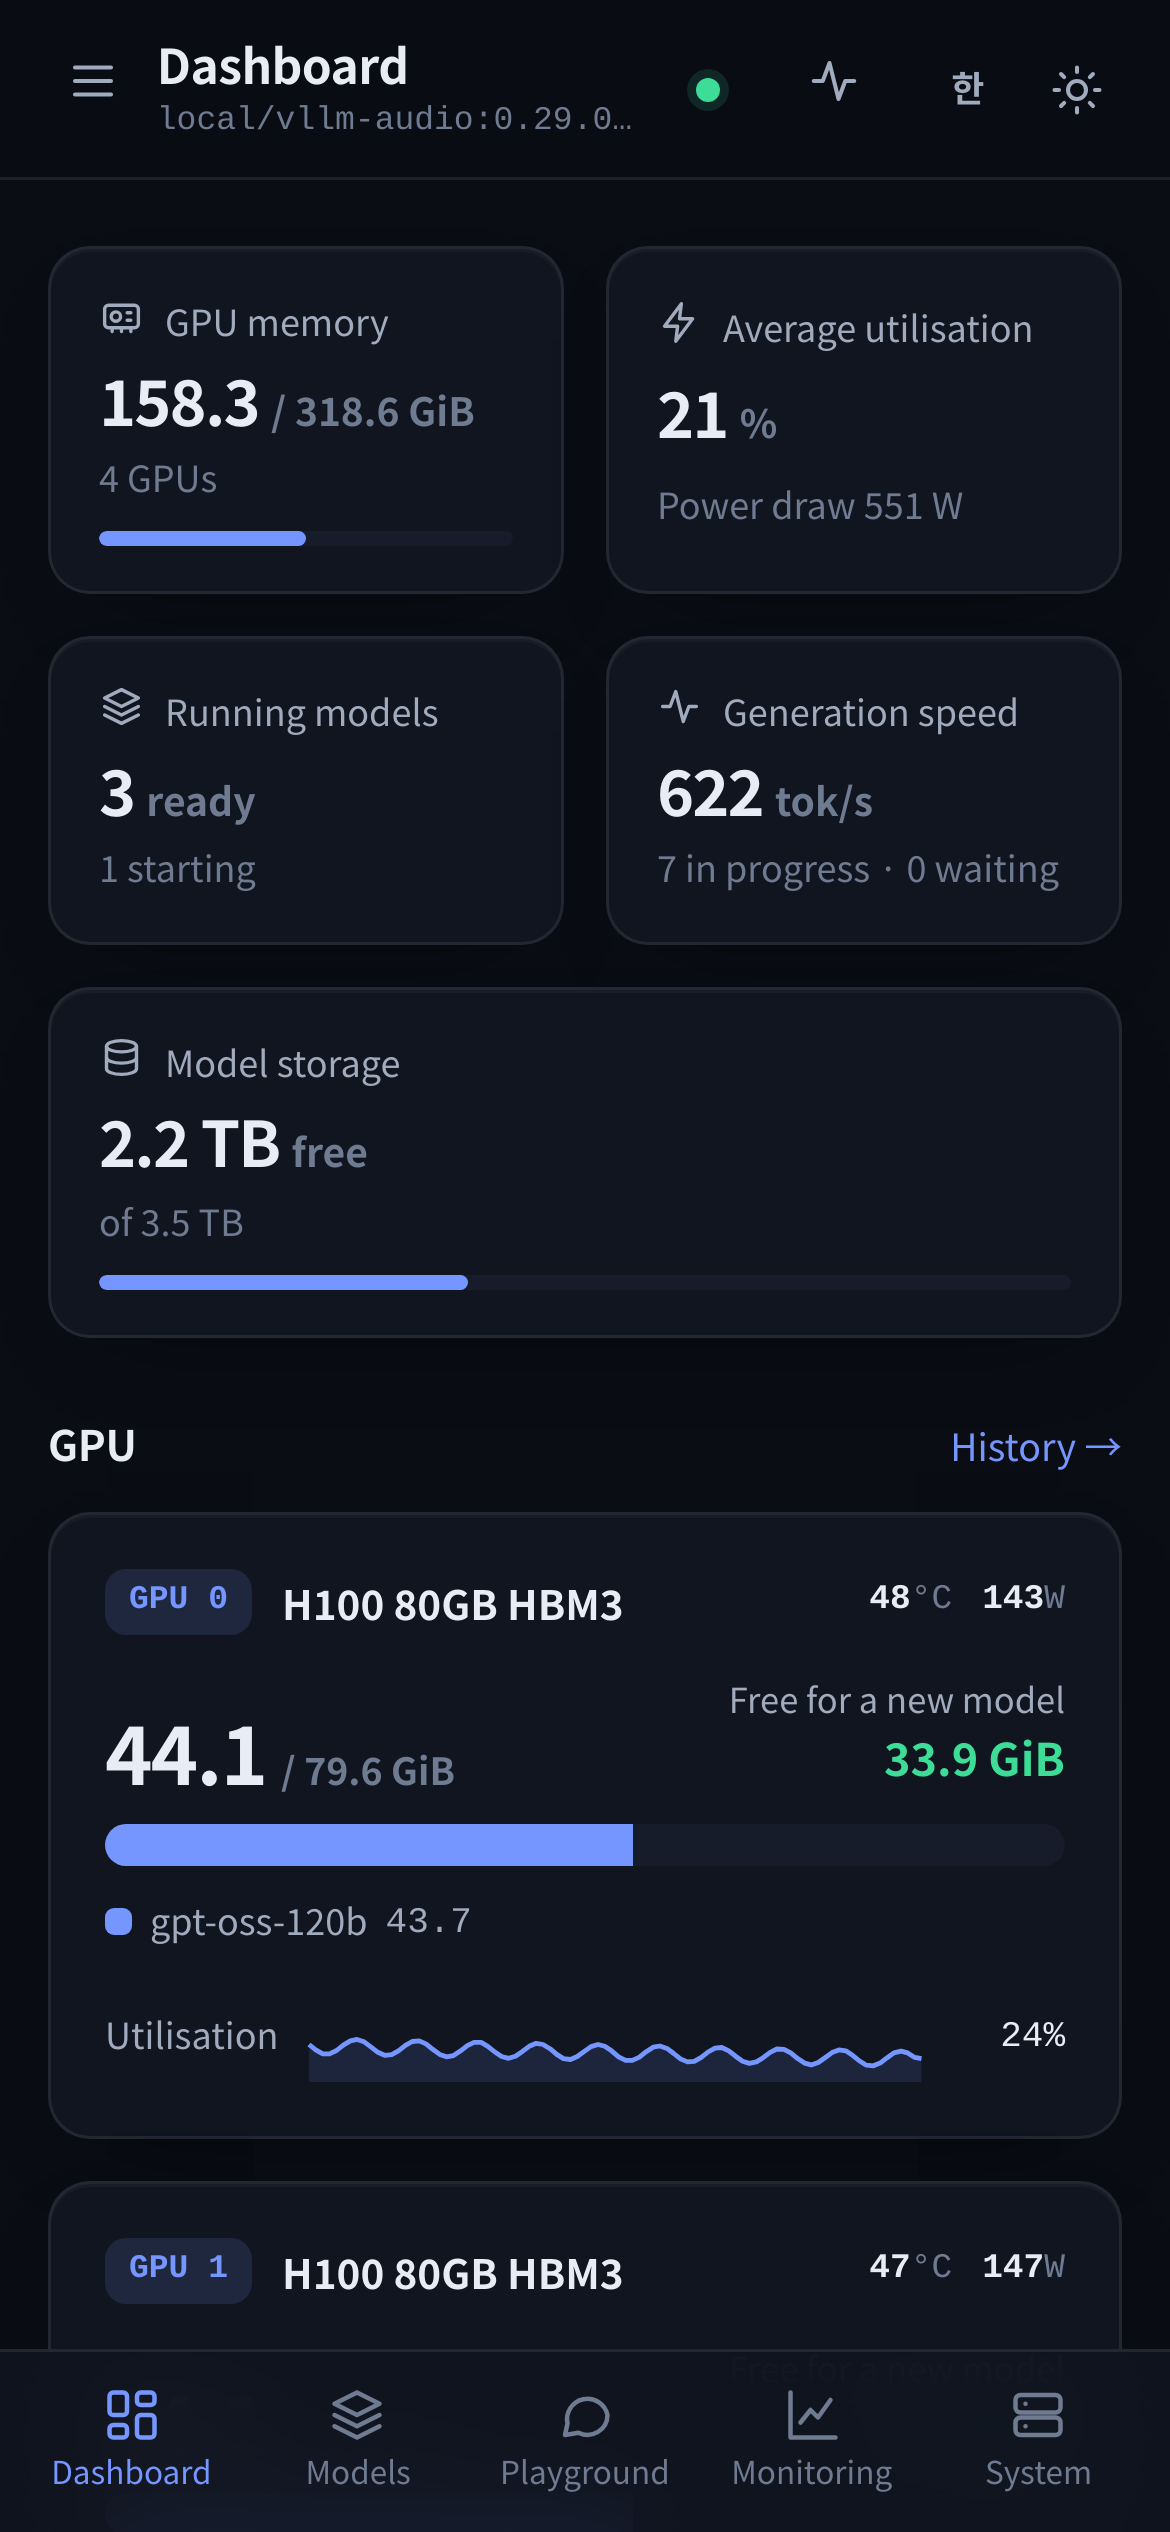 Dashboard
local/vllm-audio:0.29.0…
한
GPU memory
158.3 / 318.6 GiB
4 GPUs
Average utilisation
21 %
Power draw 551 W
Running models
3 ready
1 starting
Generation speed
622 tok/s
7 in progress · 0 waiting
Model storage
2.2 TB free
of 3.5 TB
GPU
History →
GPU 0
H100 80GB HBM3
48°C 143W
Free for a new model
44.1 / 79.6 GiB
33.9 GiB
gpt-oss-120b 43.7
Utilisation
24%
GPU 1
H100 80GB HBM3
47°C 147W
Free for a new model
Dashboard
Models
Playground
Monitoring
System